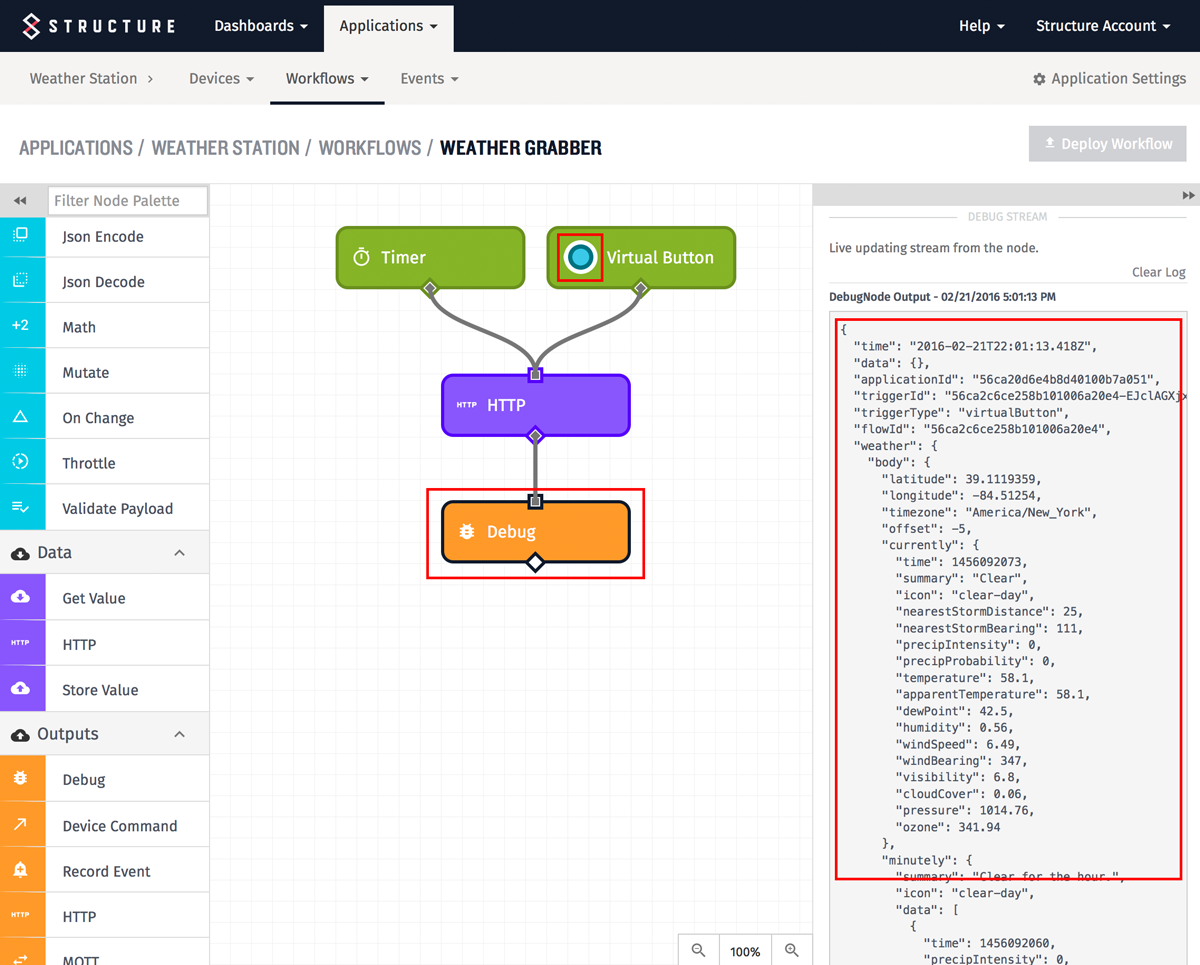 STRUCTURE
Dashboards
Applications
Help
Structure Account
Weather Station
Devices
Workflows
Events
Application Settings
APPLICATIONS / WEATHER STATION / WORKFLOWS / WEATHER GRABBER
Deploy Workflow
Filter Node Palette
Json Encode
Json Decode
+2 Math
Mutate
On Change
Throttle
Validate Payload
Data
Get Value
HTTP HTTP
Store Value
Outputs
Debug
Device Command
Record Event
HTTP HTTP
MQTT
Timer
Virtual Button
HTTP HTTP
Debug
100%
DEBUG STREAM
Live updating stream from the node.
Clear Log
DebugNode Output - 02/21/2016 5:01:13 PM
{
"time": "2016-02-21T22:01:13.418Z",
"data": {},
"applicationId": "56ca20d6e4b8d40100b7a051",
"triggerId": "56ca2c6ce258b101006a20e4-EJclAGXjx
"triggerType": "virtualButton",
"flowId": "56ca2c6ce258b101006a20e4",
"weather": {
"body": {
"latitude": 39.1119359,
"longitude": -84.51254,
"timezone": "America/New_York",
"offset": -5,
"currently": {
"time": 1456092073,
"summary": "Clear",
"icon": "clear-day",
"nearestStormDistance": 25,
"nearestStormBearing": 111,
"precipIntensity": 0,
"precipProbability": 0,
"temperature": 58.1,
"apparentTemperature": 58.1,
"dewPoint": 42.5,
"humidity": 0.56,
"windSpeed": 6.49,
"windBearing": 347,
"visibility": 6.8,
"cloudCover": 0.06,
"pressure": 1014.76,
"ozone": 341.94
},
"minutely": {
"summary": "Clear for the hour.",
"icon": "clear-day",
"data": [
{
"time": 1456092060,
"precipIntensity": 0,